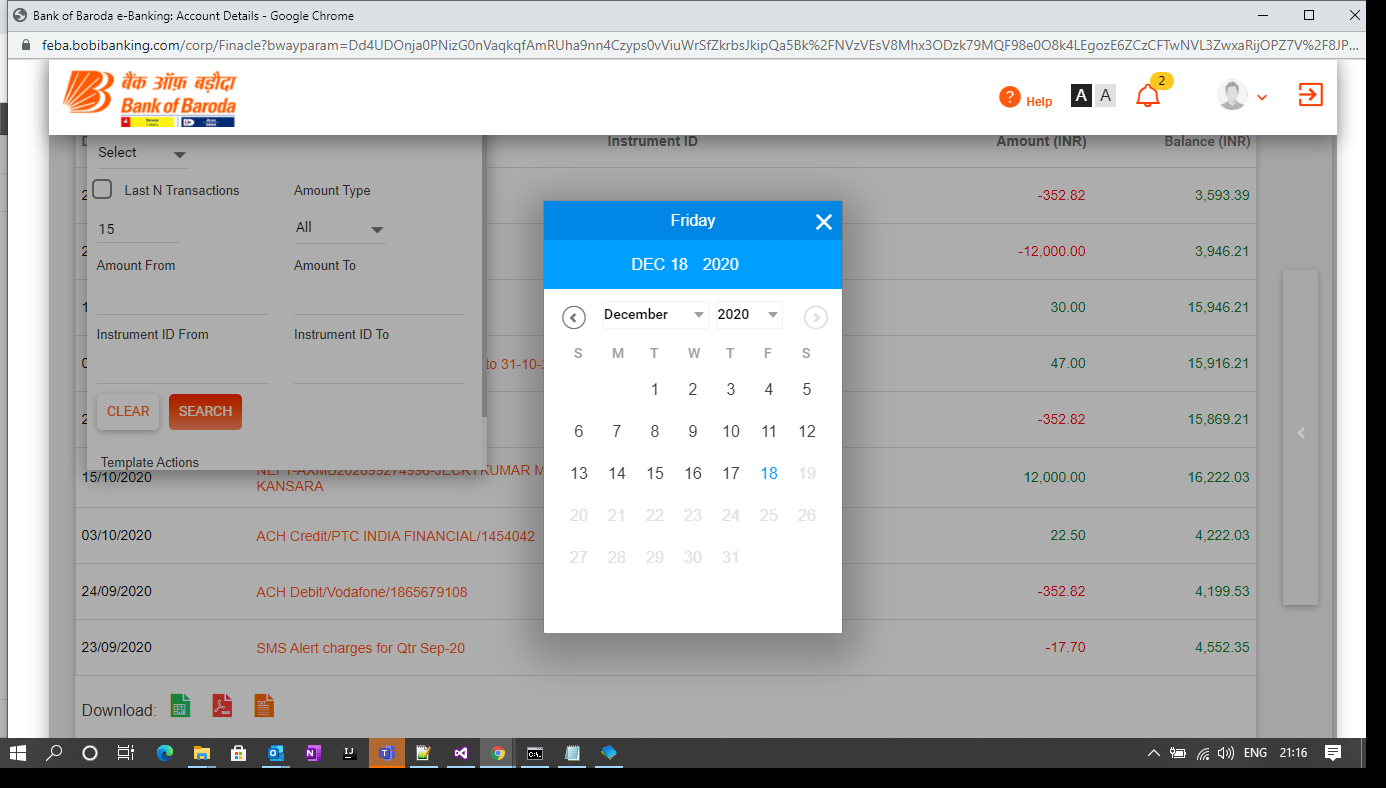 Bank of Baroda e-Banking: Account Details - Google Chrome
feba.bobibanking.com/corp/Finacle?bwayparam=Dd4UDOnja0PNizG0nVaqkqfAmRUha9nn4Czyps0vViuWrSfZkrbsJkipQa5Bk%2FNVzVEsV8Mhx3ODzk79MQF98e0O8k4LEgozE6ZCzCFTwNVL3ZwxaRijOPZ7V%2F8JP...
बैंक ऑफ़ बड़ौदा
Bank of Baroda
? Help
A A
2
Instrument ID Amount (INR) Balance (INR)
Select
Last N Transactions Amount Type
15 All
Amount From Amount To
Instrument ID From Instrument ID To
CLEAR SEARCH
Template Actions
-352.82 3,593.39
-12,000.00 3,946.21
30.00 15,946.21
to 31-10- 47.00 15,916.21
-352.82 15,869.21
15/10/2020 KUMAR M
KANSARA 12,000.00 16,222.03
03/10/2020 ACH Credit/PTC INDIA FINANCIAL/1454042 22.50 4,222.03
24/09/2020 ACH Debit/Vodafone/1865679108 -352.82 4,199.53
23/09/2020 SMS Alert charges for Qtr Sep-20 -17.70 4,552.35
Download:
Friday
DEC 18 2020
December 2020
S M T W T F S
1 2 3 4 5
6 7 8 9 10 11 12
13 14 15 16 17 18 19
20 21 22 23 24 25 26
27 28 29 30 31
ENG 21:16